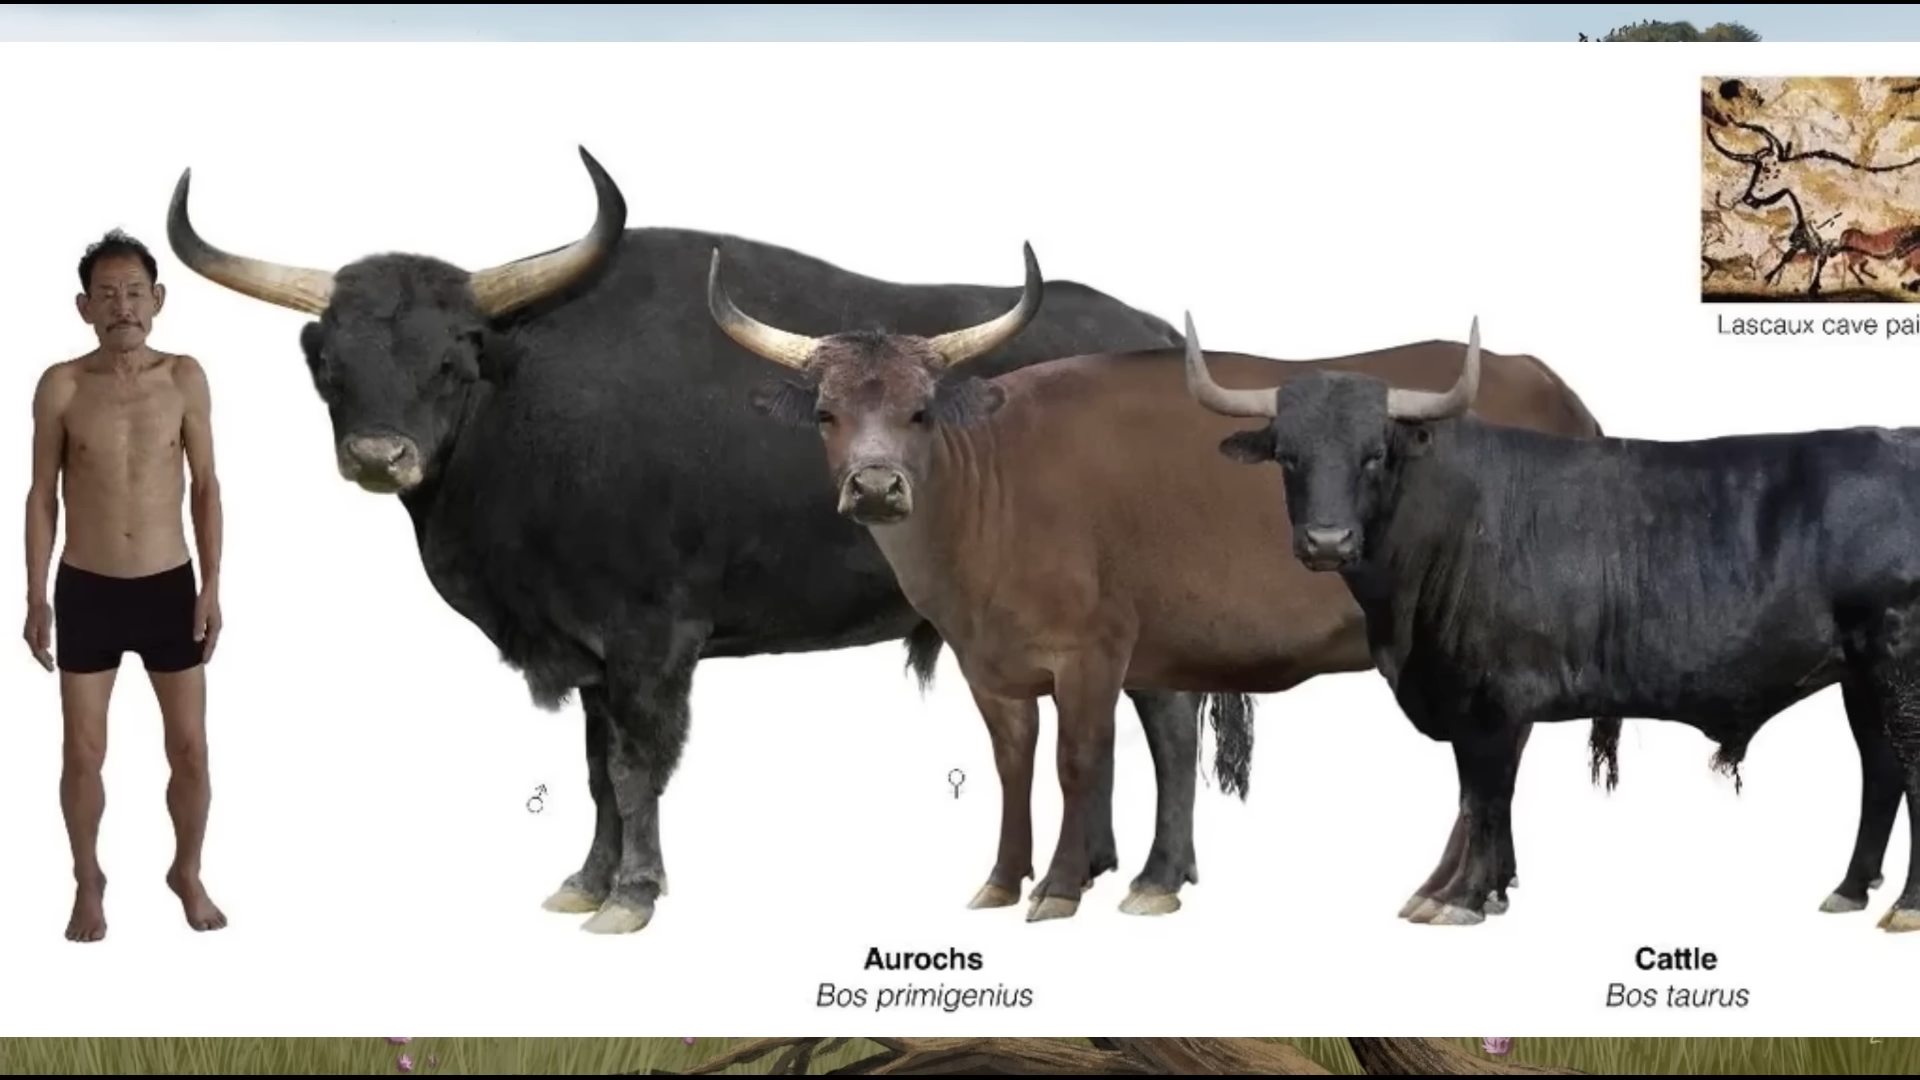 Lascaux cave pai
♂
♀
Aurochs
Bos primigenius
Cattle
Bos taurus